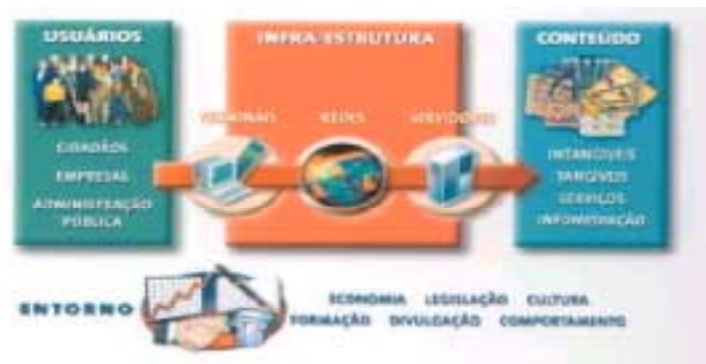 USUÁRIOS
CIDADÃOS
EMPRESAS
ADMINISTRAÇÃO
PÚBLICA
INFRA-ESTRUTURA
TERMINAIS REDES SERVIDORES
CONTEÚDO
INTANGÍVEIS
TANGÍVEIS
SERVIÇOS
INFORMAÇÃO
ENTORNO
ECONOMIA LEGISLAÇÃO CULTURA
FORMAÇÃO DIVULGAÇÃO COMPORTAMENTO